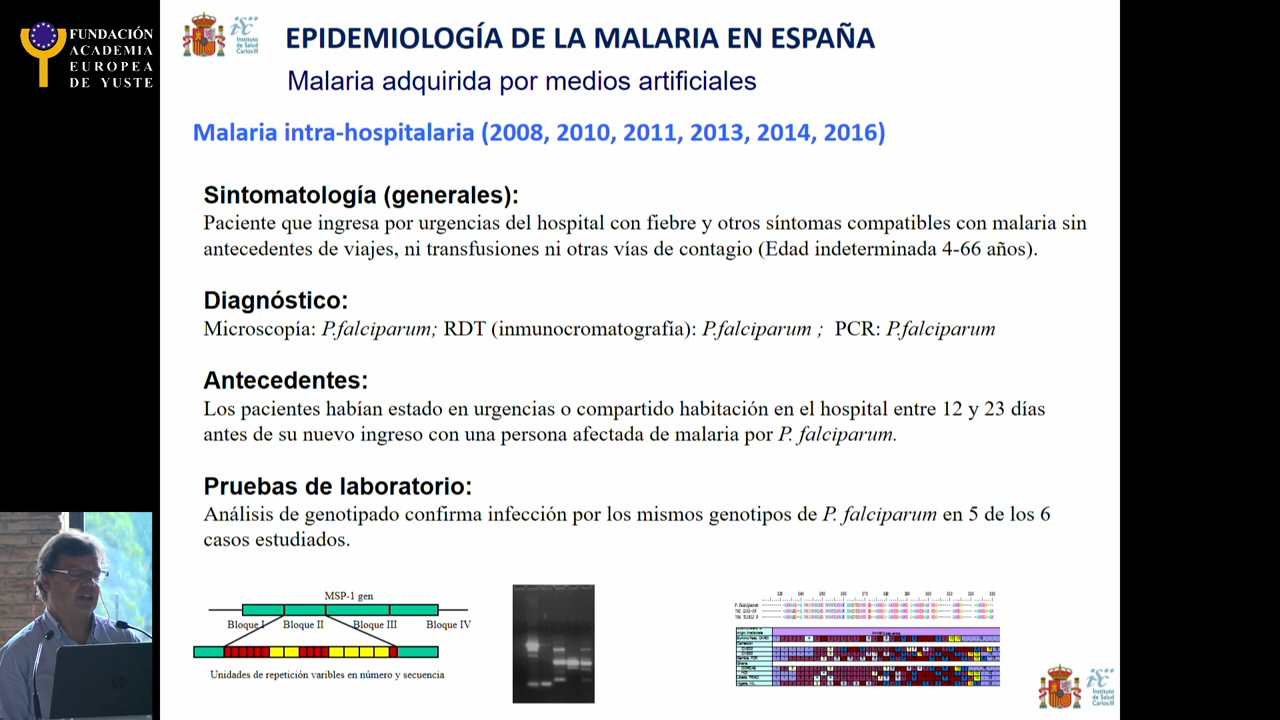 FUNDACIÓN
ACADEMIA
EUROPEA
DE YUSTE
Instituto
de Salud
Carlos III
EPIDEMIOLOGÍA DE LA MALARIA EN ESPAÑA
Malaria adquirida por medios artificiales
Malaria intra-hospitalaria (2008, 2010, 2011, 2013, 2014, 2016)
Sintomatología (generales):
Paciente que ingresa por urgencias del hospital con fiebre y otros síntomas compatibles con malaria sin
antecedentes de viajes, ni transfusiones ni otras vías de contagio (Edad indeterminada 4-66 años).
Diagnóstico:
Microscopía: P.falciparum; RDT (inmunocromatografía): P.falciparum ; PCR: P.falciparum
Antecedentes:
Los pacientes habían estado en urgencias o compartido habitación en el hospital entre 12 y 23 días
antes de su nuevo ingreso con una persona afectada de malaria por P. falciparum.
Pruebas de laboratorio:
Análisis de genotipado confirma infección por los mismos genotipos de P. falciparum en 5 de los 6
casos estudiados.
MSP-1 gen
Bloque I Bloque II Bloque III Bloque IV
Unidades de repetición varibles en número y secuencia
Instituto
de Salud
Carlos III